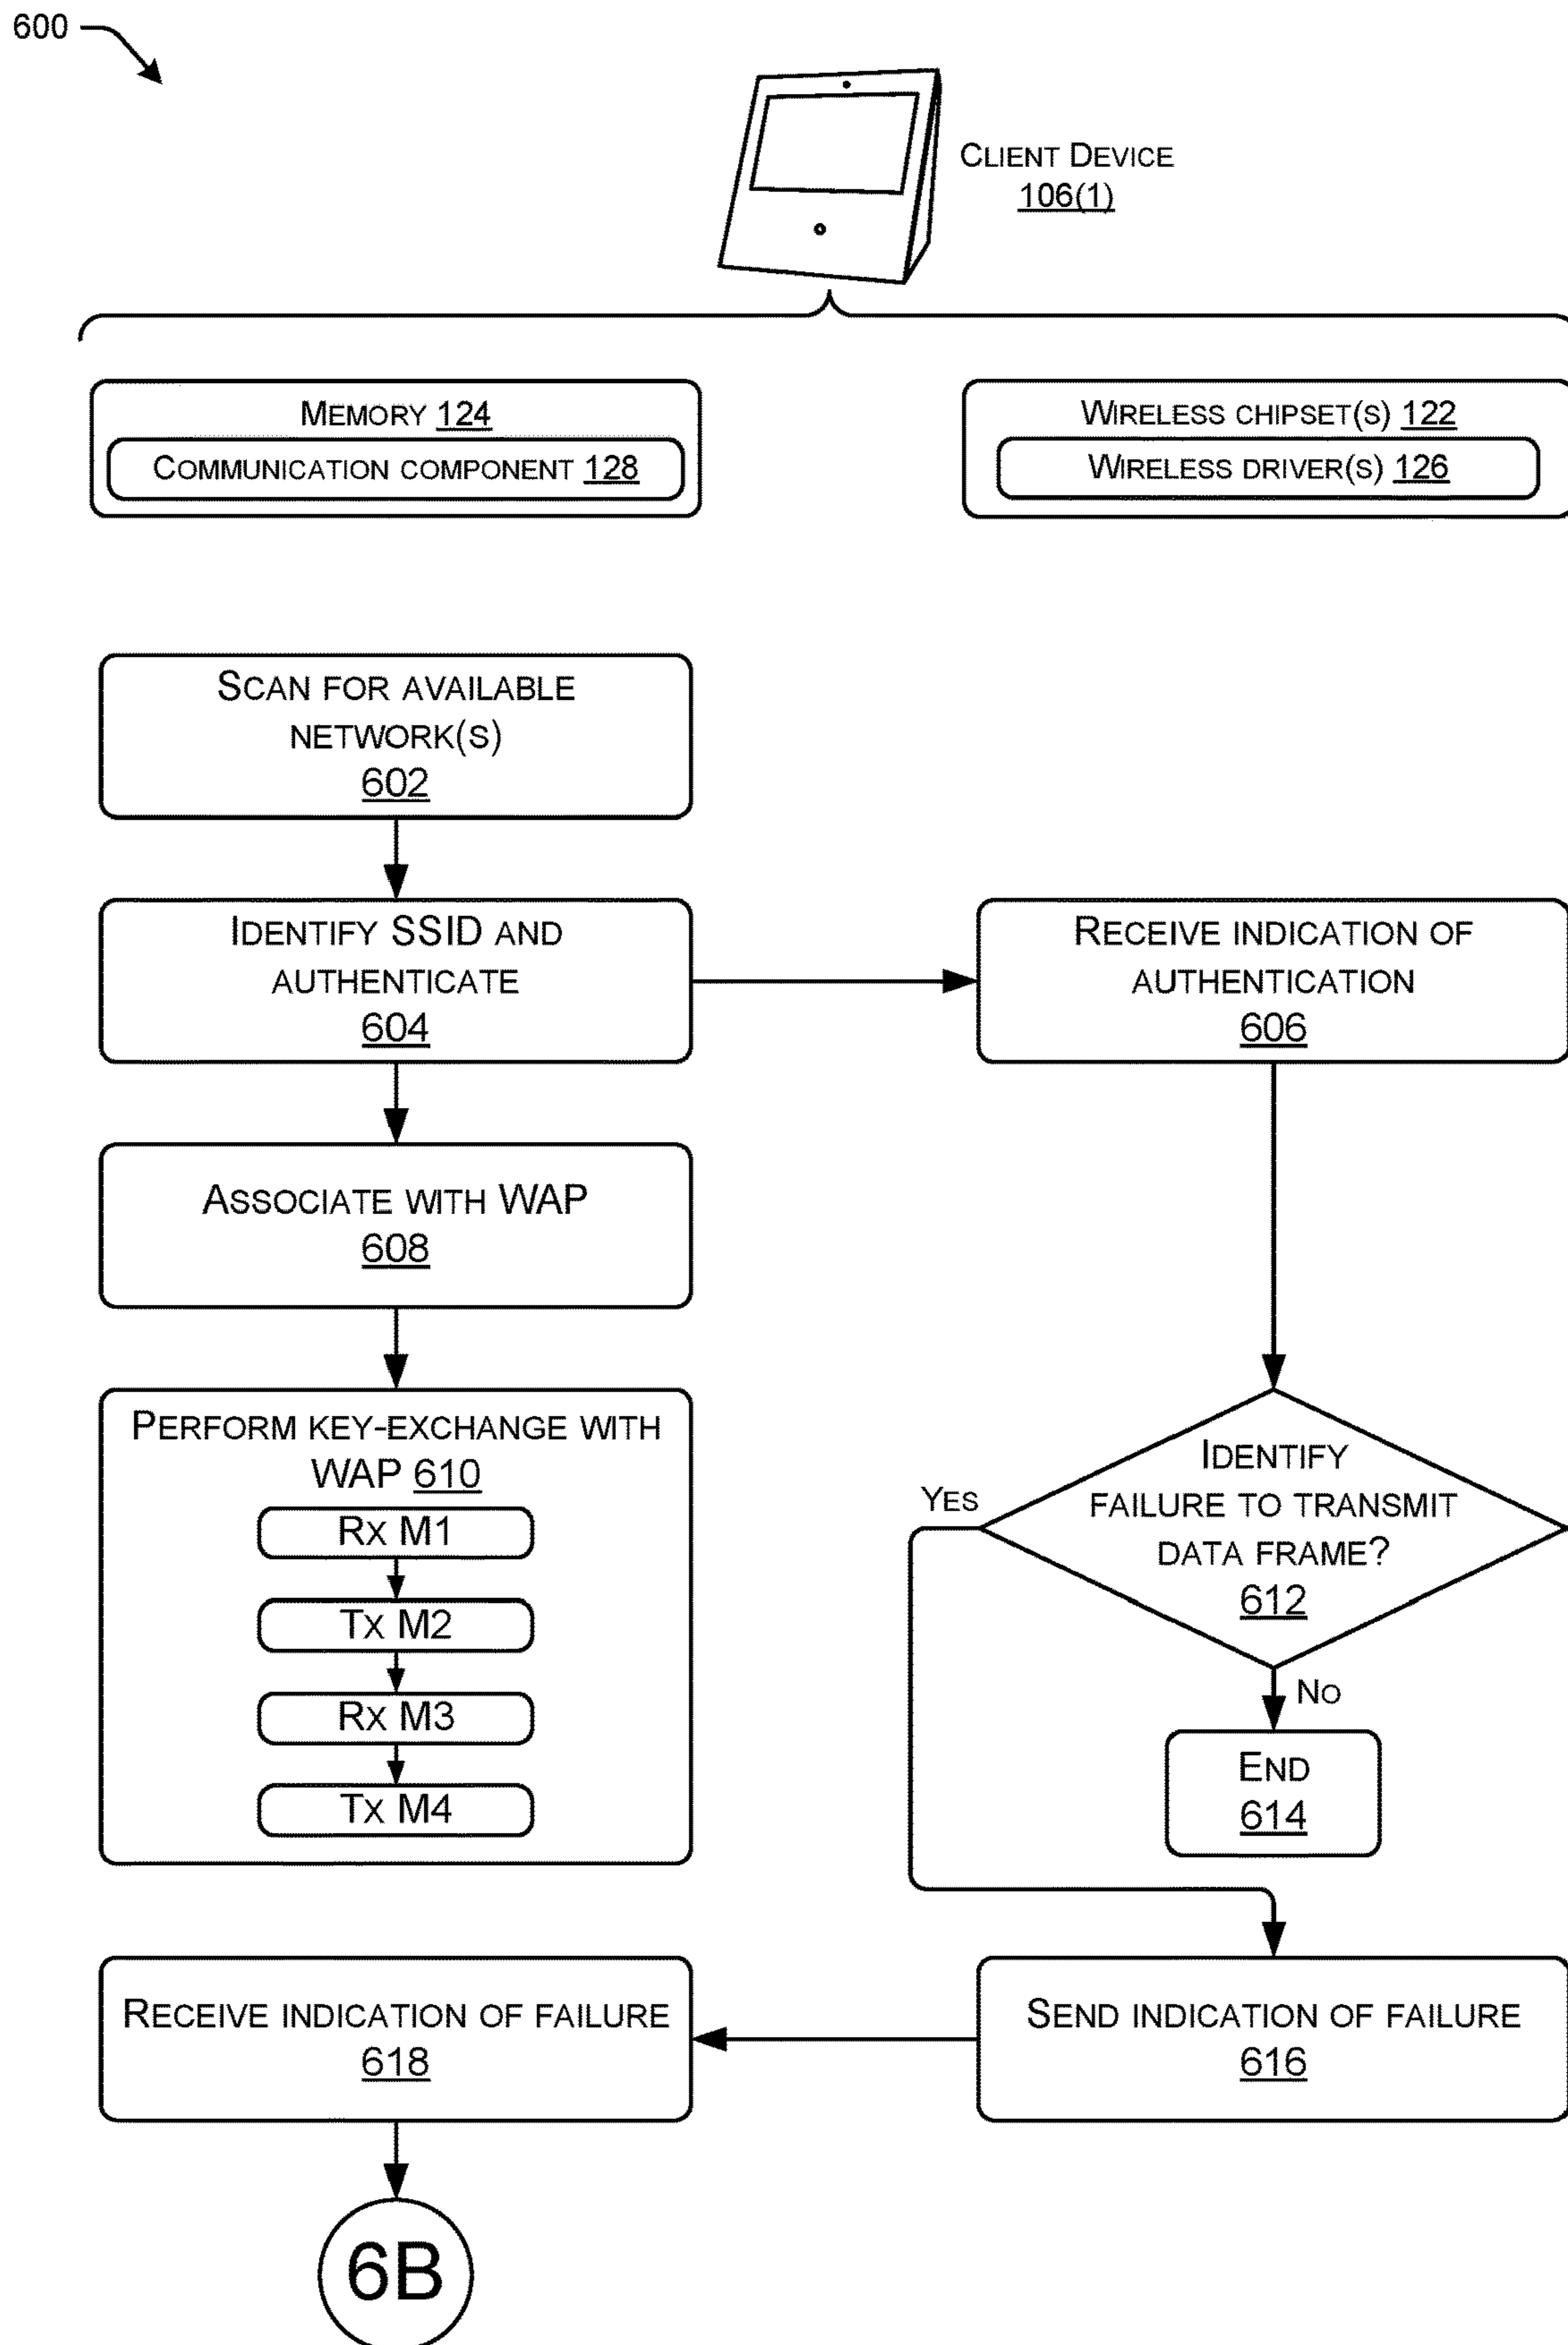 600
CLIENT DEVICE
106(1)
MEMORY 124
COMMUNICATION COMPONENT 128
WIRELESS CHIPSET(S) 122
WIRELESS DRIVER(S) 126
SCAN FOR AVAILABLE
NETWORK(S)
602
IDENTIFY SSID AND
AUTHENTICATE
604
RECEIVE INDICATION OF
AUTHENTICATION
606
ASSOCIATE WITH WAP
608
PERFORM KEY-EXCHANGE WITH
WAP 610
RX M1
TX M2
RX M3
TX M4
IDENTIFY
FAILURE TO TRANSMIT
DATA FRAME?
612
YES
NO
END
614
RECEIVE INDICATION OF FAILURE
618
SEND INDICATION OF FAILURE
616
6B